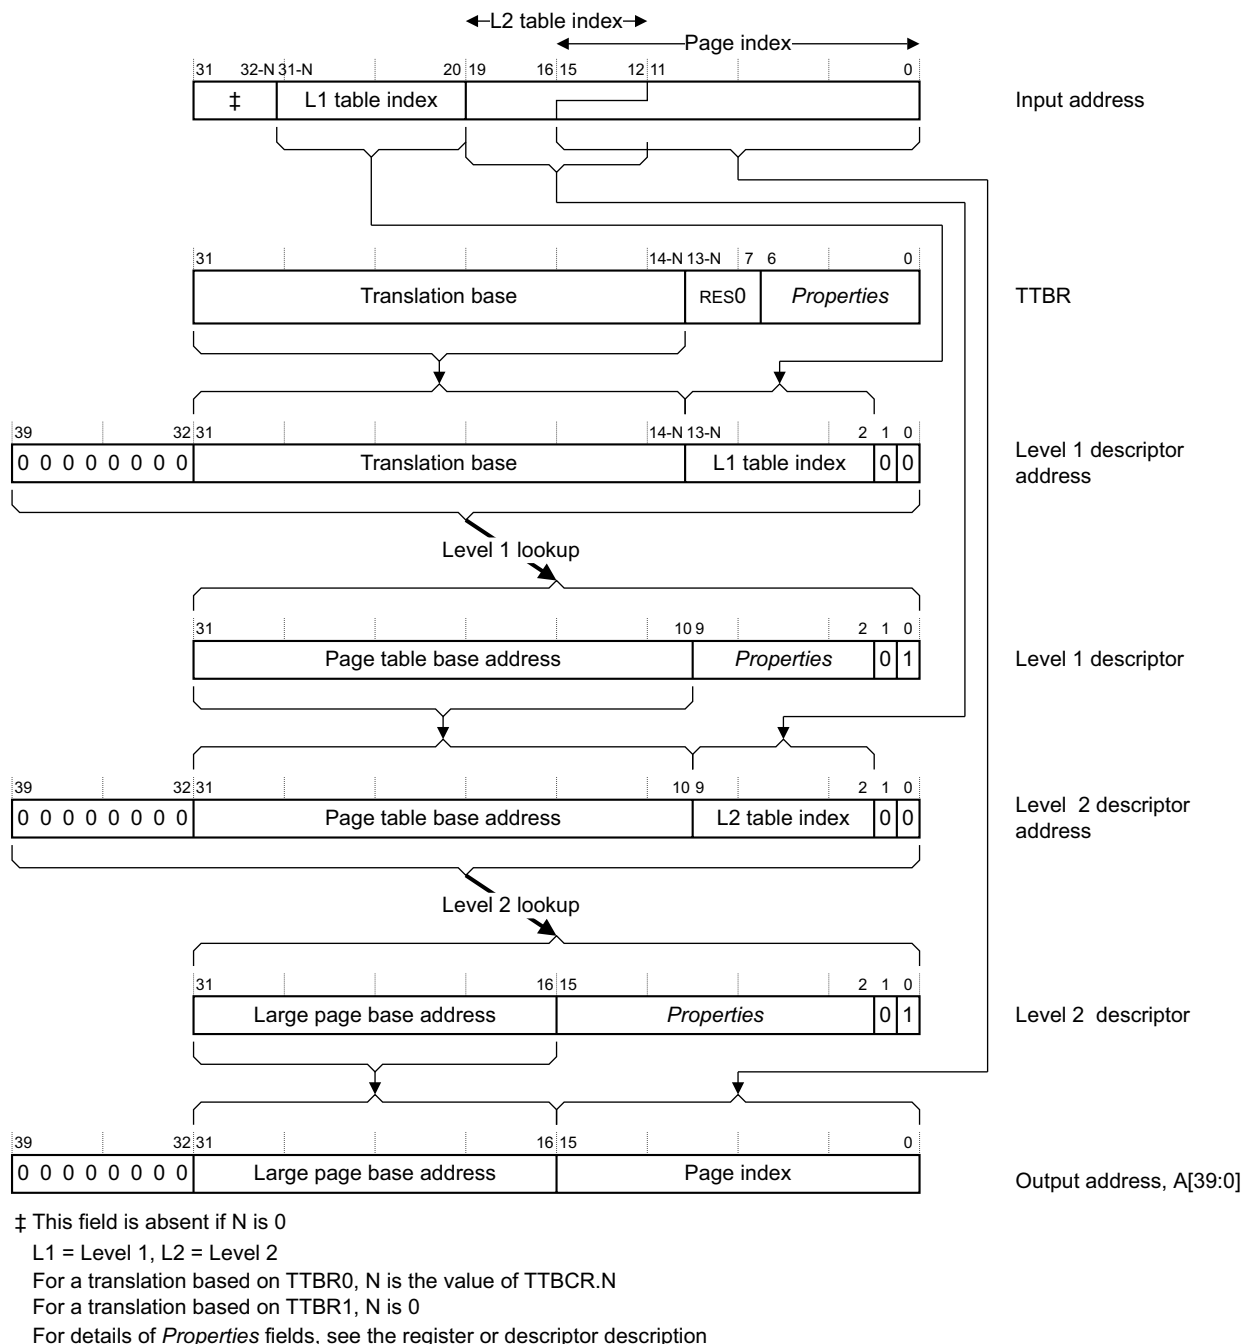 L2 table index
Page index
31 32-N 31-N 20 19 16 15 12 11 0
‡ L1 table index Input address
31 14-N 13-N 7 6 0
Translation base RES0 Properties TTBR
39 32 31 14-N 13-N 2 1 0
0 0 0 0 0 0 0 0 Translation base L1 table index 0 0 Level 1 descriptor
address
Level 1 lookup
31 10 9 2 1 0
Page table base address Properties 0 1 Level 1 descriptor
39 32 31 10 9 2 1 0
0 0 0 0 0 0 0 0 Page table base address L2 table index 0 0 Level 2 descriptor
address
Level 2 lookup
31 16 15 2 1 0
Large page base address Properties 0 1 Level 2 descriptor
39 32 31 16 15 0
0 0 0 0 0 0 0 0 Large page base address Page index Output address, A[39:0]
‡ This field is absent if N is 0
L1 = Level 1, L2 = Level 2
For a translation based on TTBR0, N is the value of TTBCR.N
For a translation based on TTBR1, N is 0
For details of Properties fields, see the register or descriptor description